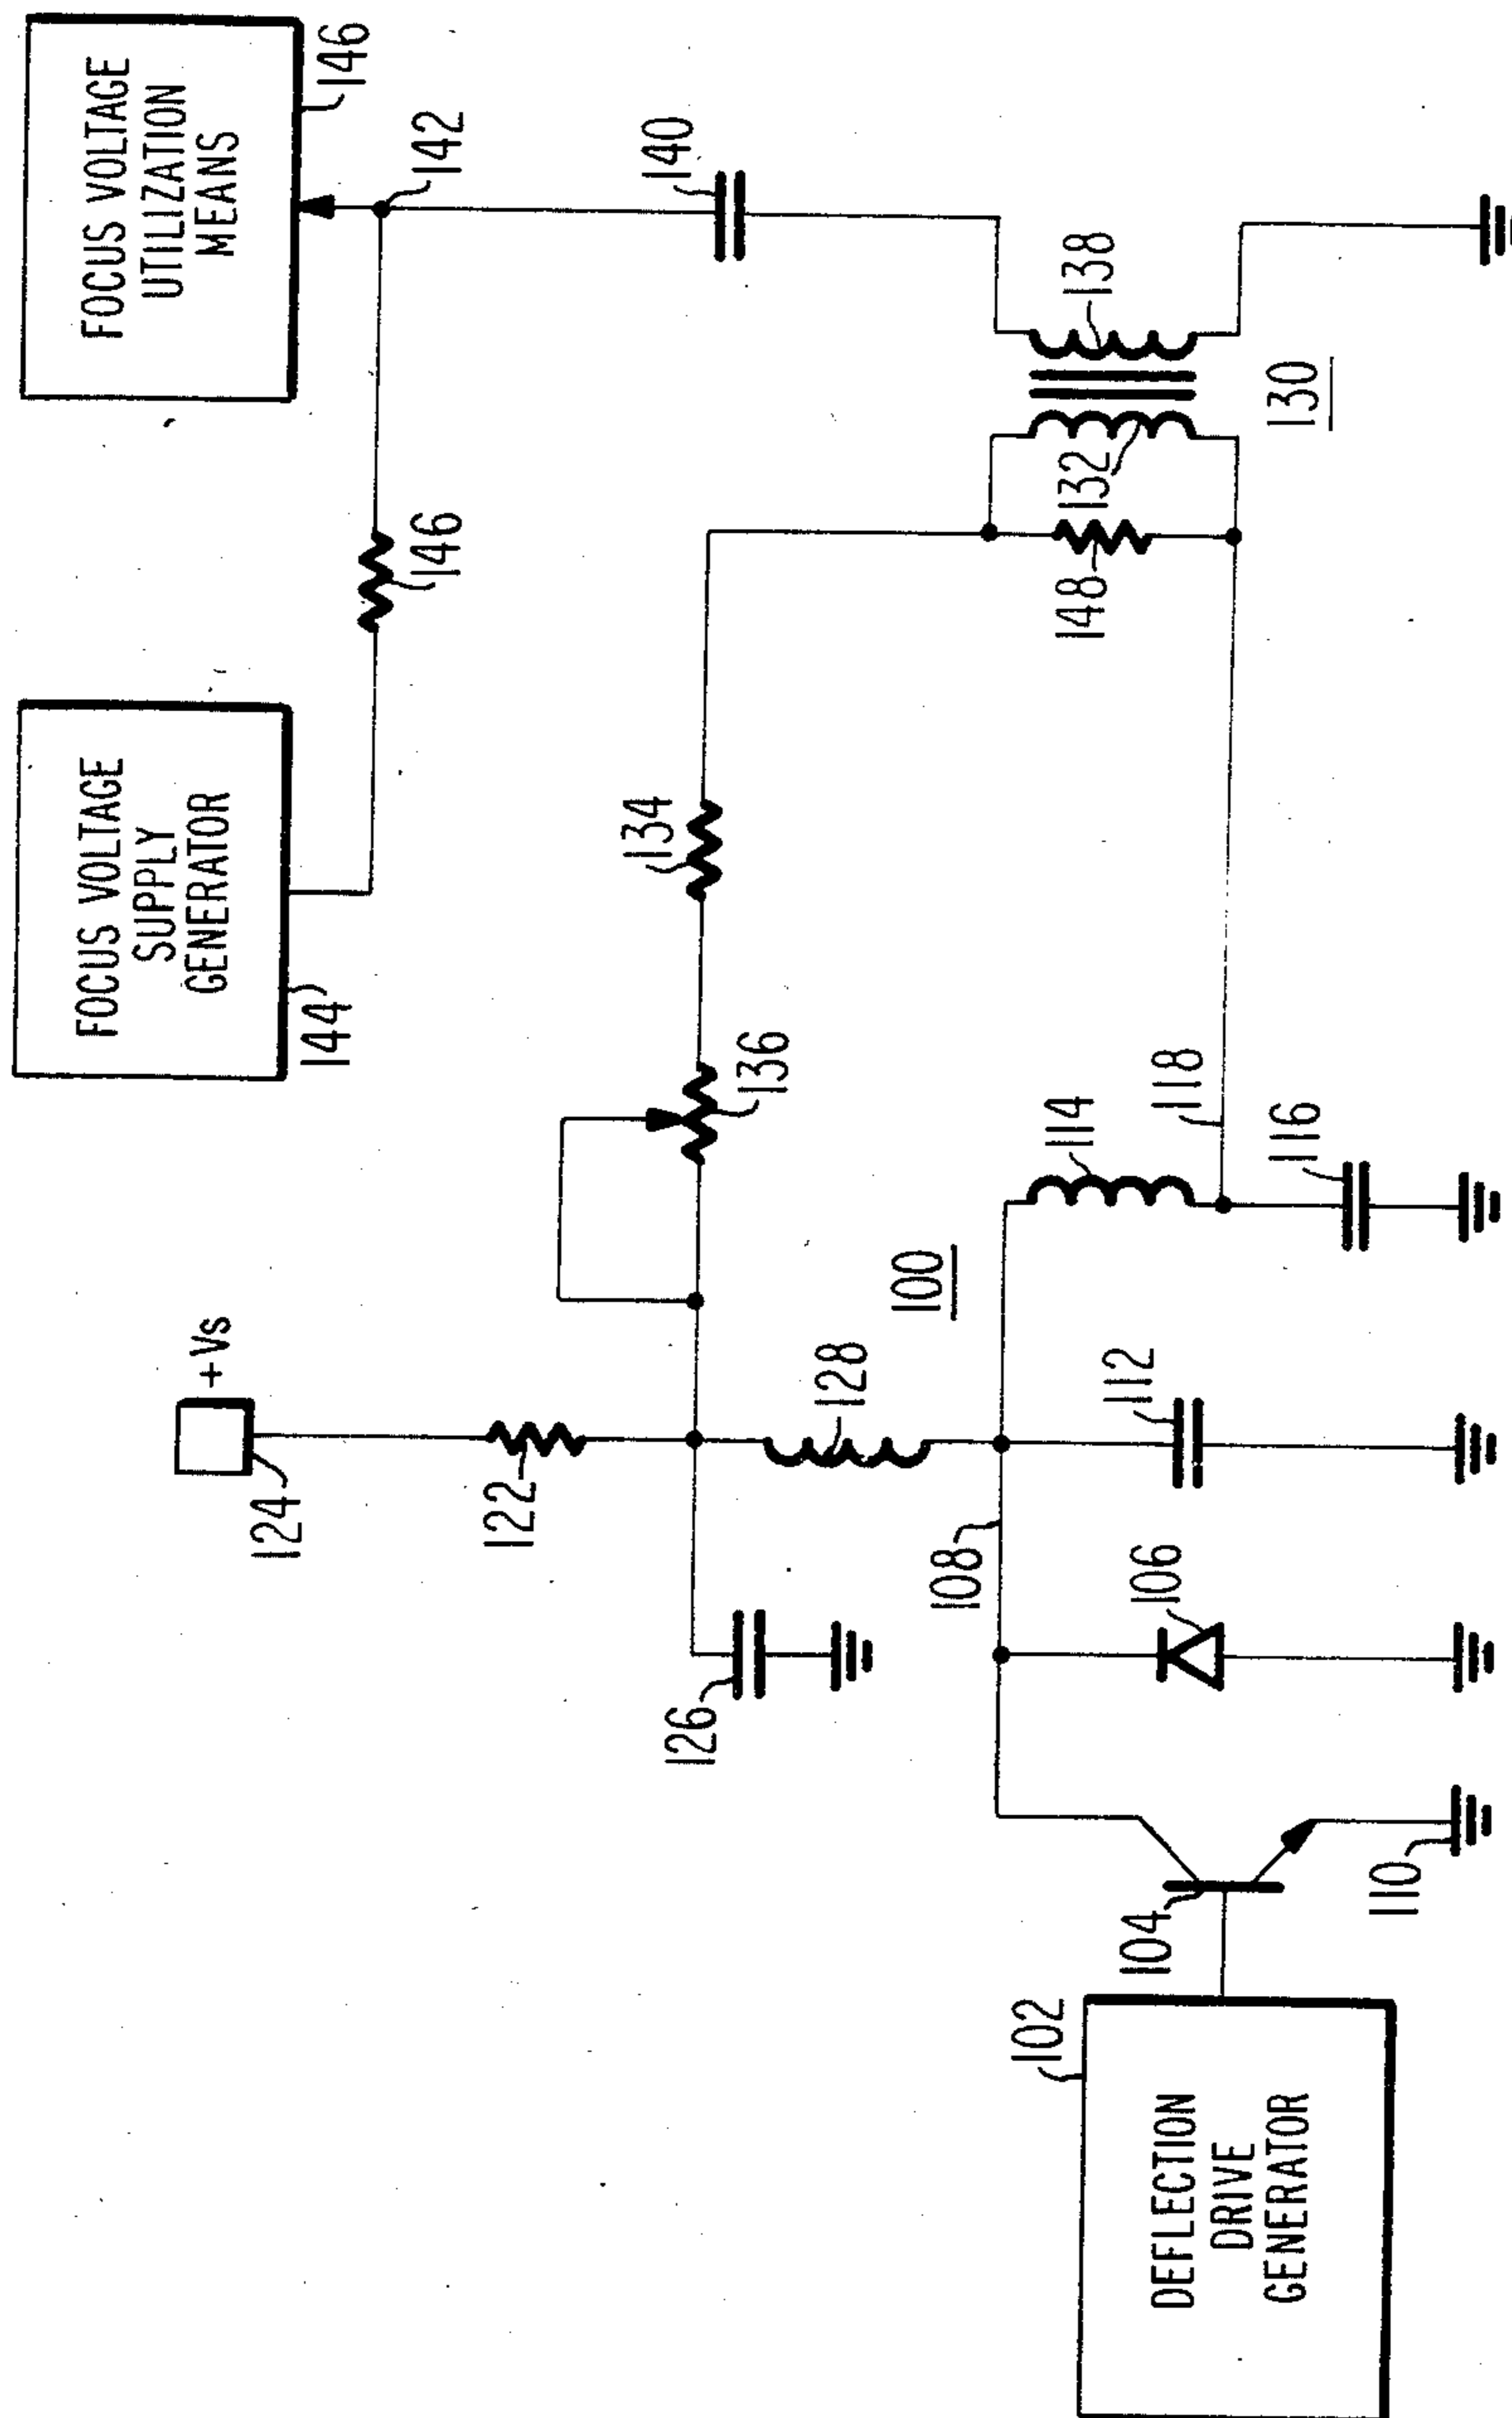 FOCUS VOLTAGE
SUPPLY
GENERATOR
144
FOCUS VOLTAGE
UTILIZATION
MEANS
146
146
142
+Vs
124
122
126
128
136
134
140
100
108
102
DEFLECTION
DRIVE
GENERATOR
104
110
106
112
114
118
116
148
132
138
130